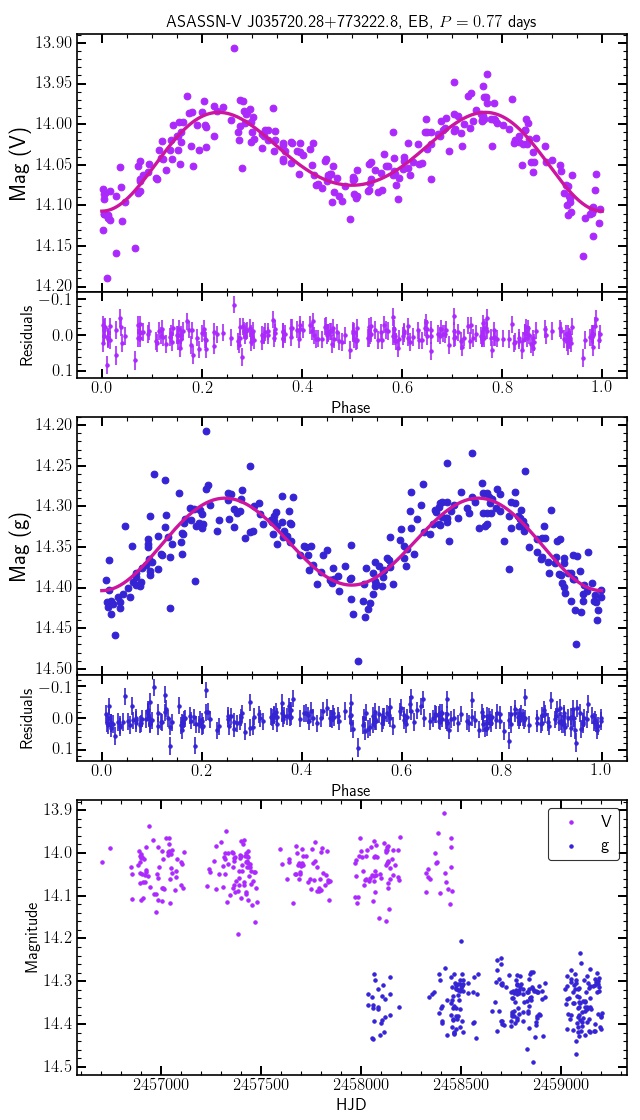 ASASSN-V J035720.28+773222.8, EB, P = 0.77 days
13.90
13.95
14.00
14.05
14.10
14.15
14.20
Mag (V)
−0.1
0.0
0.1
Residuals
0.0 0.2 0.4 0.6 0.8 1.0
Phase
14.20
14.25
14.30
14.35
14.40
14.45
14.50
Mag (g)
−0.1
0.0
0.1
Residuals
0.0 0.2 0.4 0.6 0.8 1.0
Phase
13.9
14.0
14.1
14.2
14.3
14.4
14.5
Magnitude
V
g
2457000 2457500 2458000 2458500 2459000
HJD